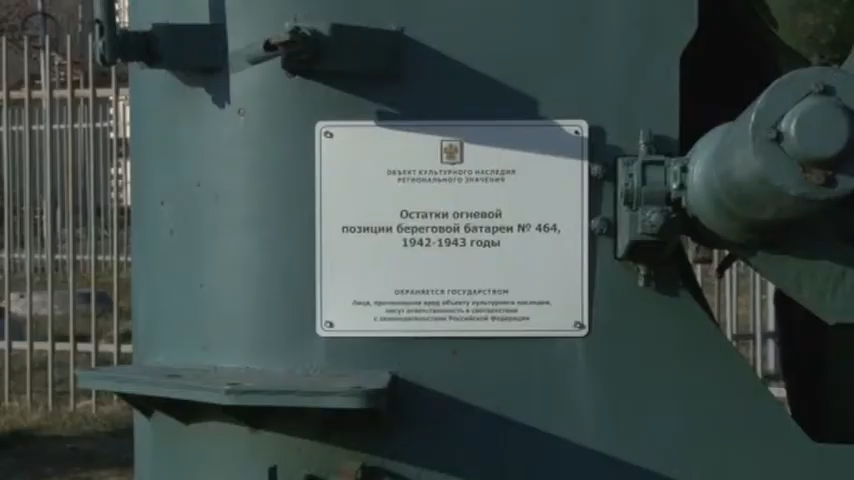 ОБЪЕКТ КУЛЬТУРНОГО НАСЛЕДИЯ
РЕГИОНАЛЬНОГО ЗНАЧЕНИЯ
Остатки огневой
позиции береговой батареи № 464,
1942-1943 годы
ОХРАНЯЕТСЯ ГОСУДАРСТВОМ
Лица, причинившие вред объекту культурного наследия,
несут ответственность в соответствии
с законодательством Российской Федерации